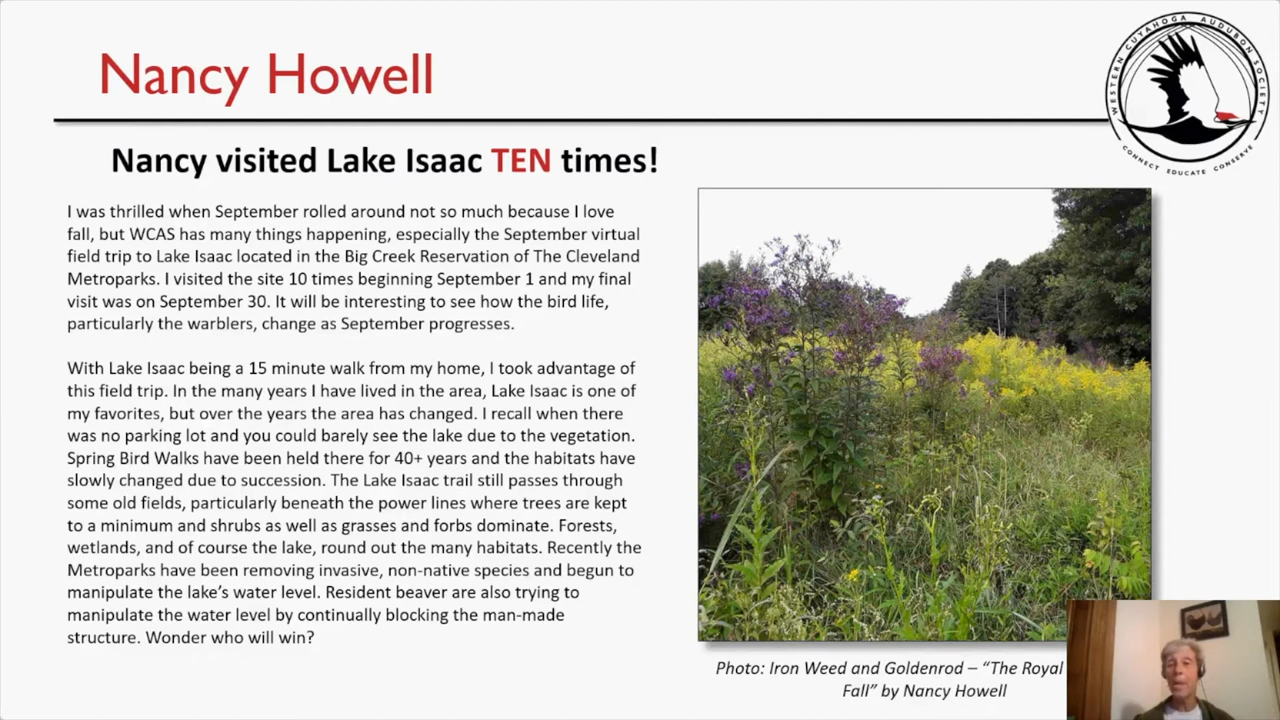 Nancy Howell
WESTERN CUYAHOGA AUDUBON SOCIETY
CONNECT EDUCATE CONSERVE
Nancy visited Lake Isaac TEN times!
I was thrilled when September rolled around not so much because I love
fall, but WCAS has many things happening, especially the September virtual
field trip to Lake Isaac located in the Big Creek Reservation of The Cleveland
Metroparks. I visited the site 10 times beginning September 1 and my final
visit was on September 30. It will be interesting to see how the bird life,
particularly the warblers, change as September progresses.
With Lake Isaac being a 15 minute walk from my home, I took advantage of
this field trip. In the many years I have lived in the area, Lake Isaac is one of
my favorites, but over the years the area has changed. I recall when there
was no parking lot and you could barely see the lake due to the vegetation.
Spring Bird Walks have been held there for 40+ years and the habitats have
slowly changed due to succession. The Lake Isaac trail still passes through
some old fields, particularly beneath the power lines where trees are kept
to a minimum and shrubs as well as grasses and forbs dominate. Forests,
wetlands, and of course the lake, round out the many habitats. Recently the
Metroparks have been removing invasive, non-native species and begun to
manipulate the lake's water level. Resident beaver are also trying to
manipulate the water level by continually blocking the man-made
structure. Wonder who will win?
Photo: Iron Weed and Goldenrod – “The Royal
Fall” by Nancy Howell